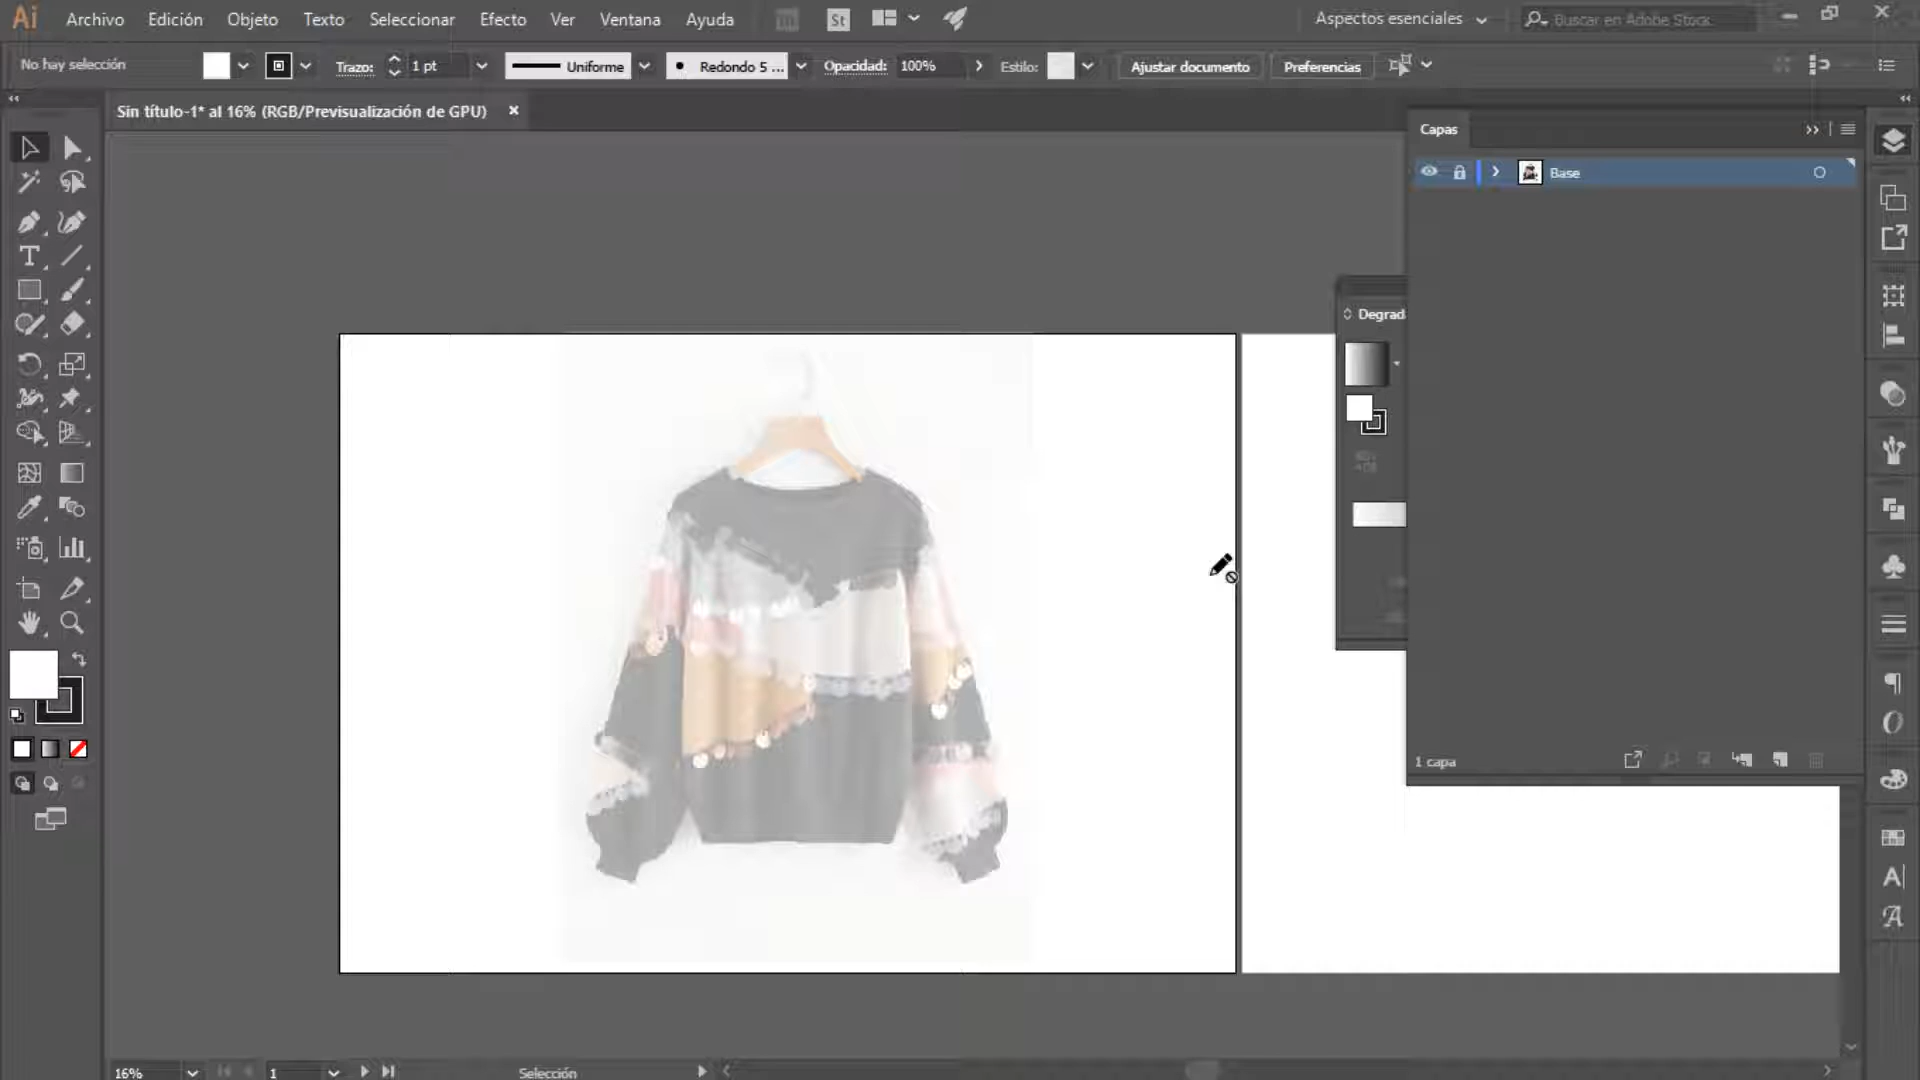 Ai Archivo Edición Objeto Texto Seleccionar Efecto Ver Ventana Ayuda St Aspectos esenciales Buscar en Adobe Stock
No hay selección Trazo: 1 pt Uniforme Redondo 5 ... Opacidad: 100% Estilo: Ajustar documento Preferencias
Sin título-1* al 16% (RGB/Previsualización de GPU)
Capas
Base
Degrad
1 capa
16% 1 Selección